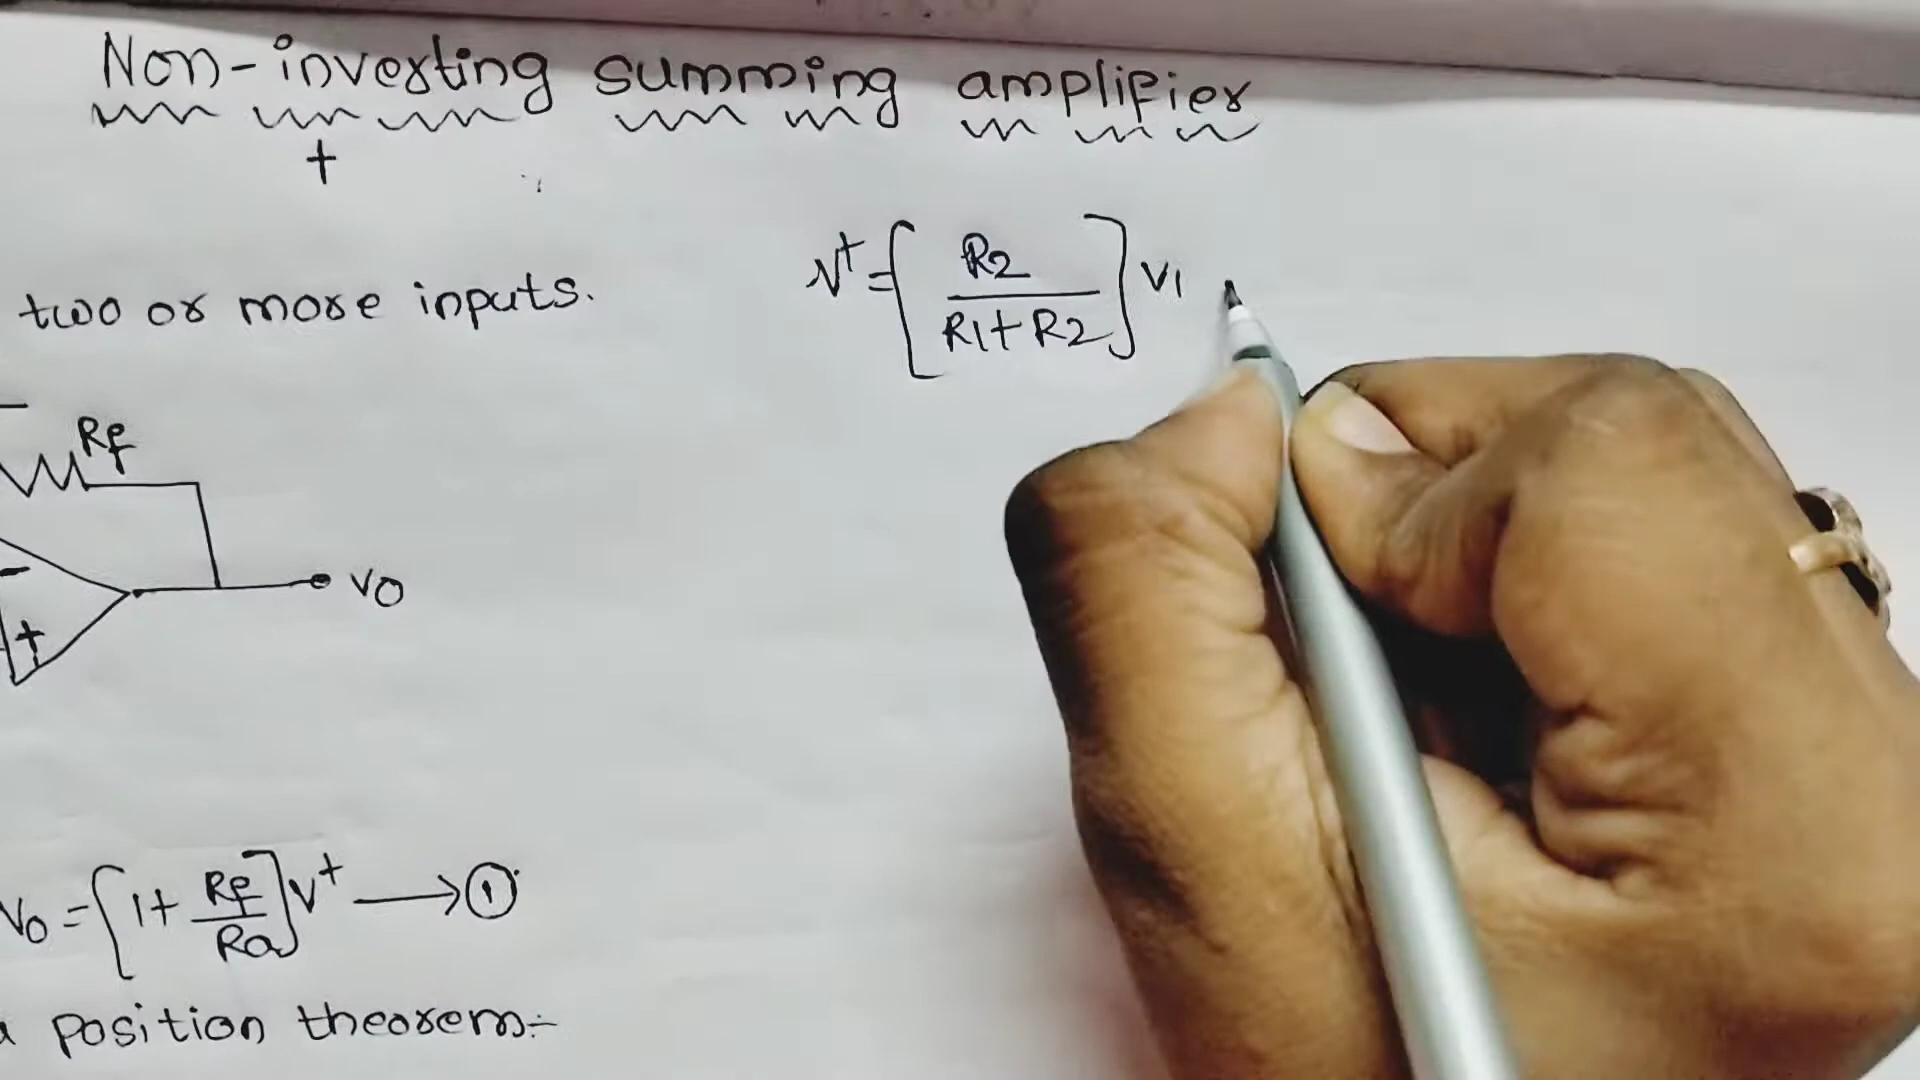 Non-inverting summing amplifier
+
V⁺ = [R2 / R1+R2] V1
two or more inputs.
Rf
-
+
VO
Vo = [1+ Rf / Ra] V⁺ → ①
a position theorem:-